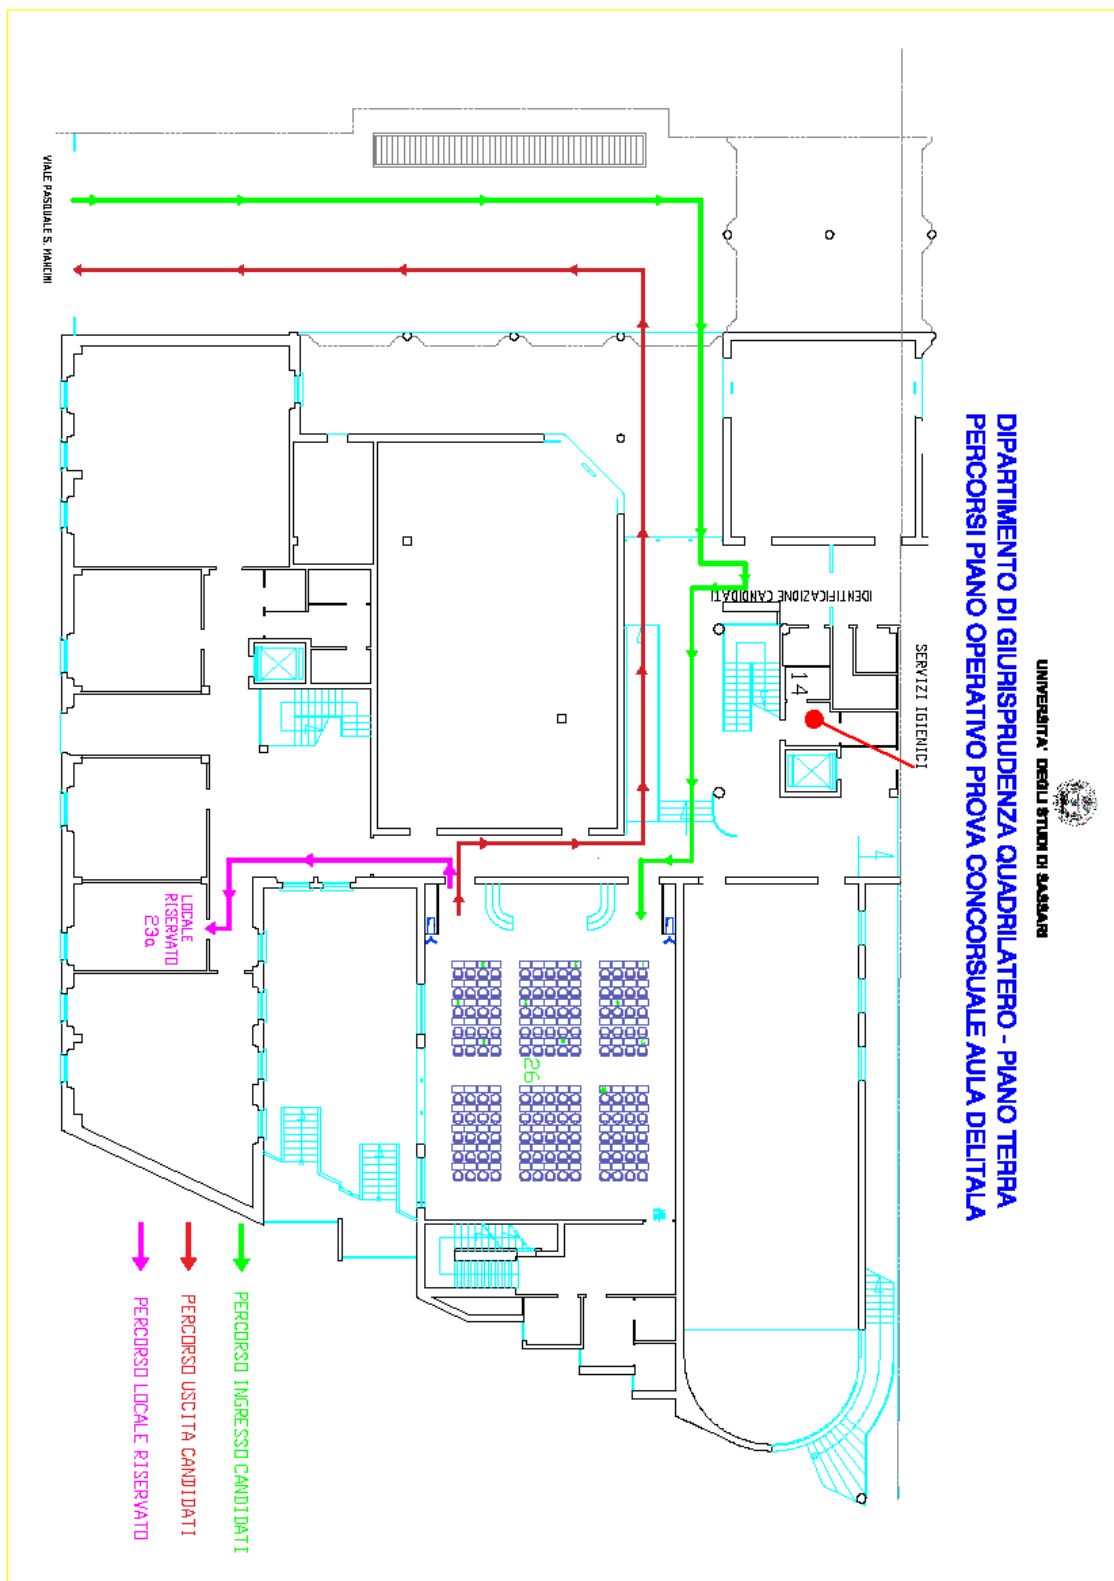 UNIVERSITA' DEGLI STUDI DI SASSARI
DIPARTIMENTO DI GIURISPRUDENZA QUADRILATERO - PIANO TERRA
PERCORSI PIANO OPERATIVO PROVA CONCORSUALE AULA DELITALA
SERVIZI IGIENICI
14
IDENTIFICAZIONE CANDIDATI
VIALE PASQUALE S. MANCINI
26
LOCALE
RISERVATO
23a
PERCORSO INGRESSO CANDIDATI
PERCORSO USCITA CANDIDATI
PERCORSO LOCALE RISERVATO